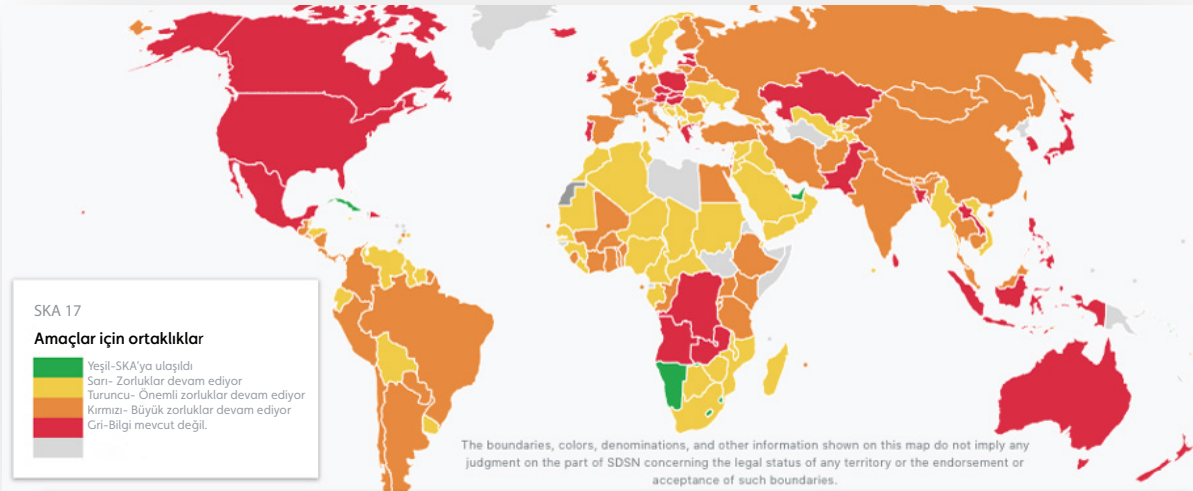 SKA 17
Amaçlar için ortaklıklar
Yeşil-SKA'ya ulaşıldı
Sarı- Zorluklar devam ediyor
Turuncu- Önemli zorluklar devam ediyor
Kırmızı- Büyük zorluklar devam ediyor
Gri-Bilgi mevcut değil.
The boundaries, colors, denominations, and other information shown on this map do not imply any
judgment on the part of SDSN concerning the legal status of any territory or the endorsement or
acceptance of such boundaries.